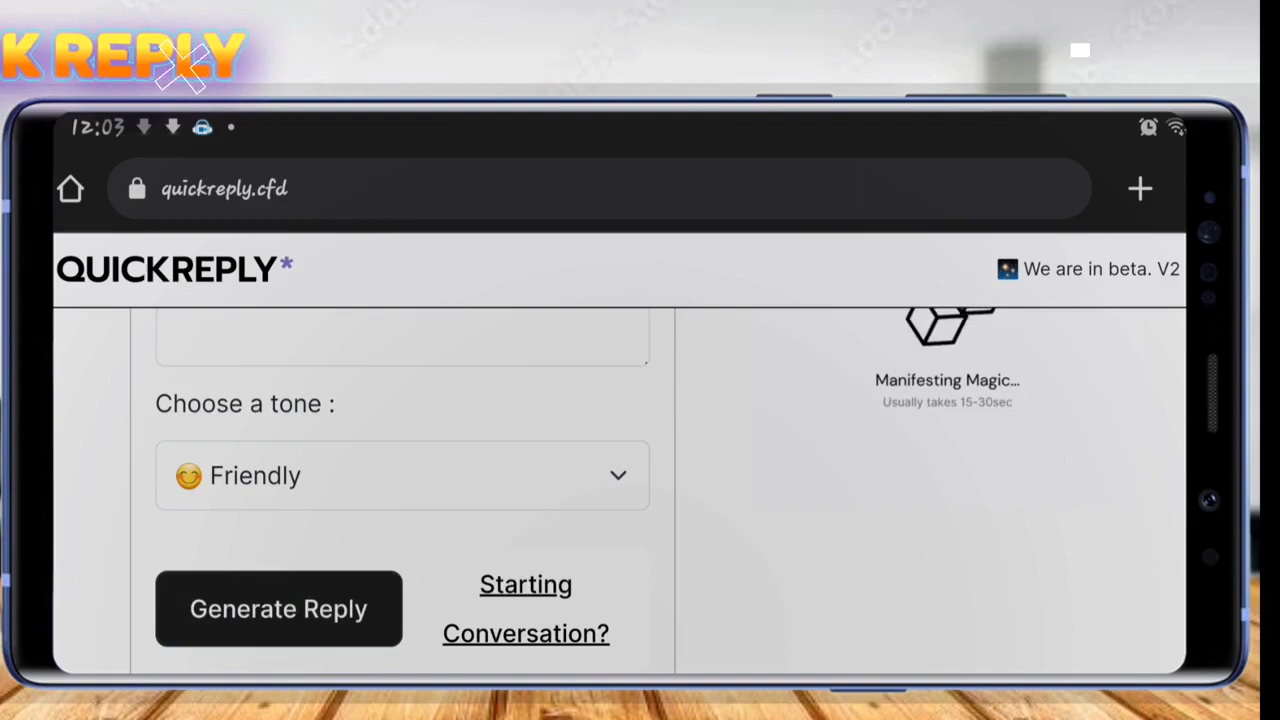 K REPLY
12:03
quickreply.cfd
QUICKREPLY*
We are in beta. V2
Manifesting Magic...
Usually takes 15-30sec
Choose a tone :
Friendly
Generate Reply
Starting
Conversation?